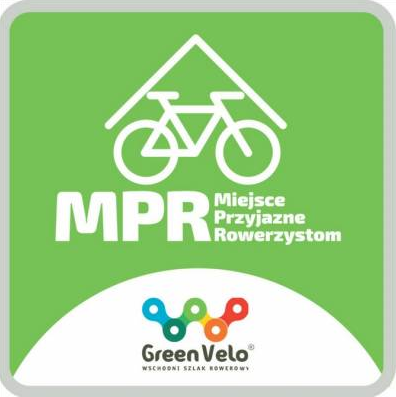 MPR
Miejsce
Przyjazne
Rowerzystom
Green Velo®
WSCHODNI SZLAK ROWEROWY